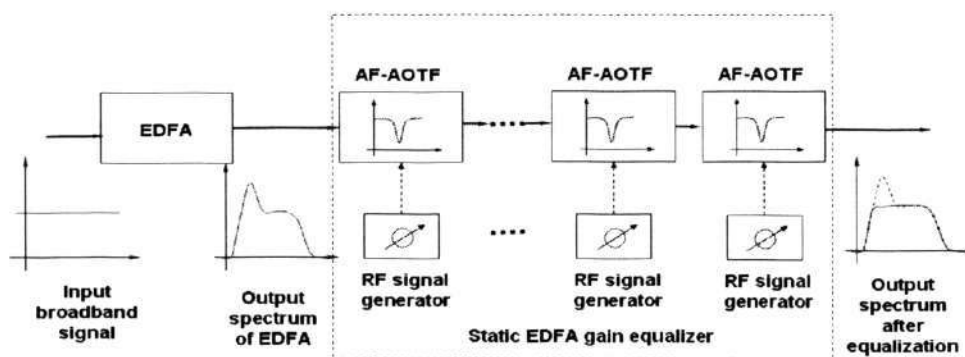 AF-AOTF
AF-AOTF
AF-AOTF
EDFA
Input
broadband
signal
Output
spectrum
of EDFA
RF signal
generator
RF signal
generator
RF signal
generator
Output
spectrum
after
equalization
Static EDFA gain equalizer